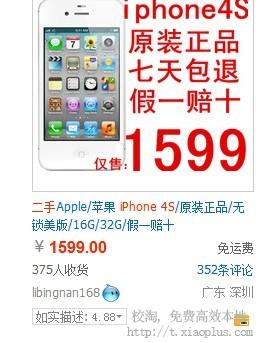 iphone4S
原装正品
七天包退
假一赔十
仅售:1599
二手Apple/苹果 iPhone 4S/原装正品/无
锁美版/16G/32G/假一赔十
￥1599.00 免运费
375人收货 352条评论
libingnan168 广东 深圳
如实描述: 4.88
校淘，免费高效本地
http://t.xiaoplus.com